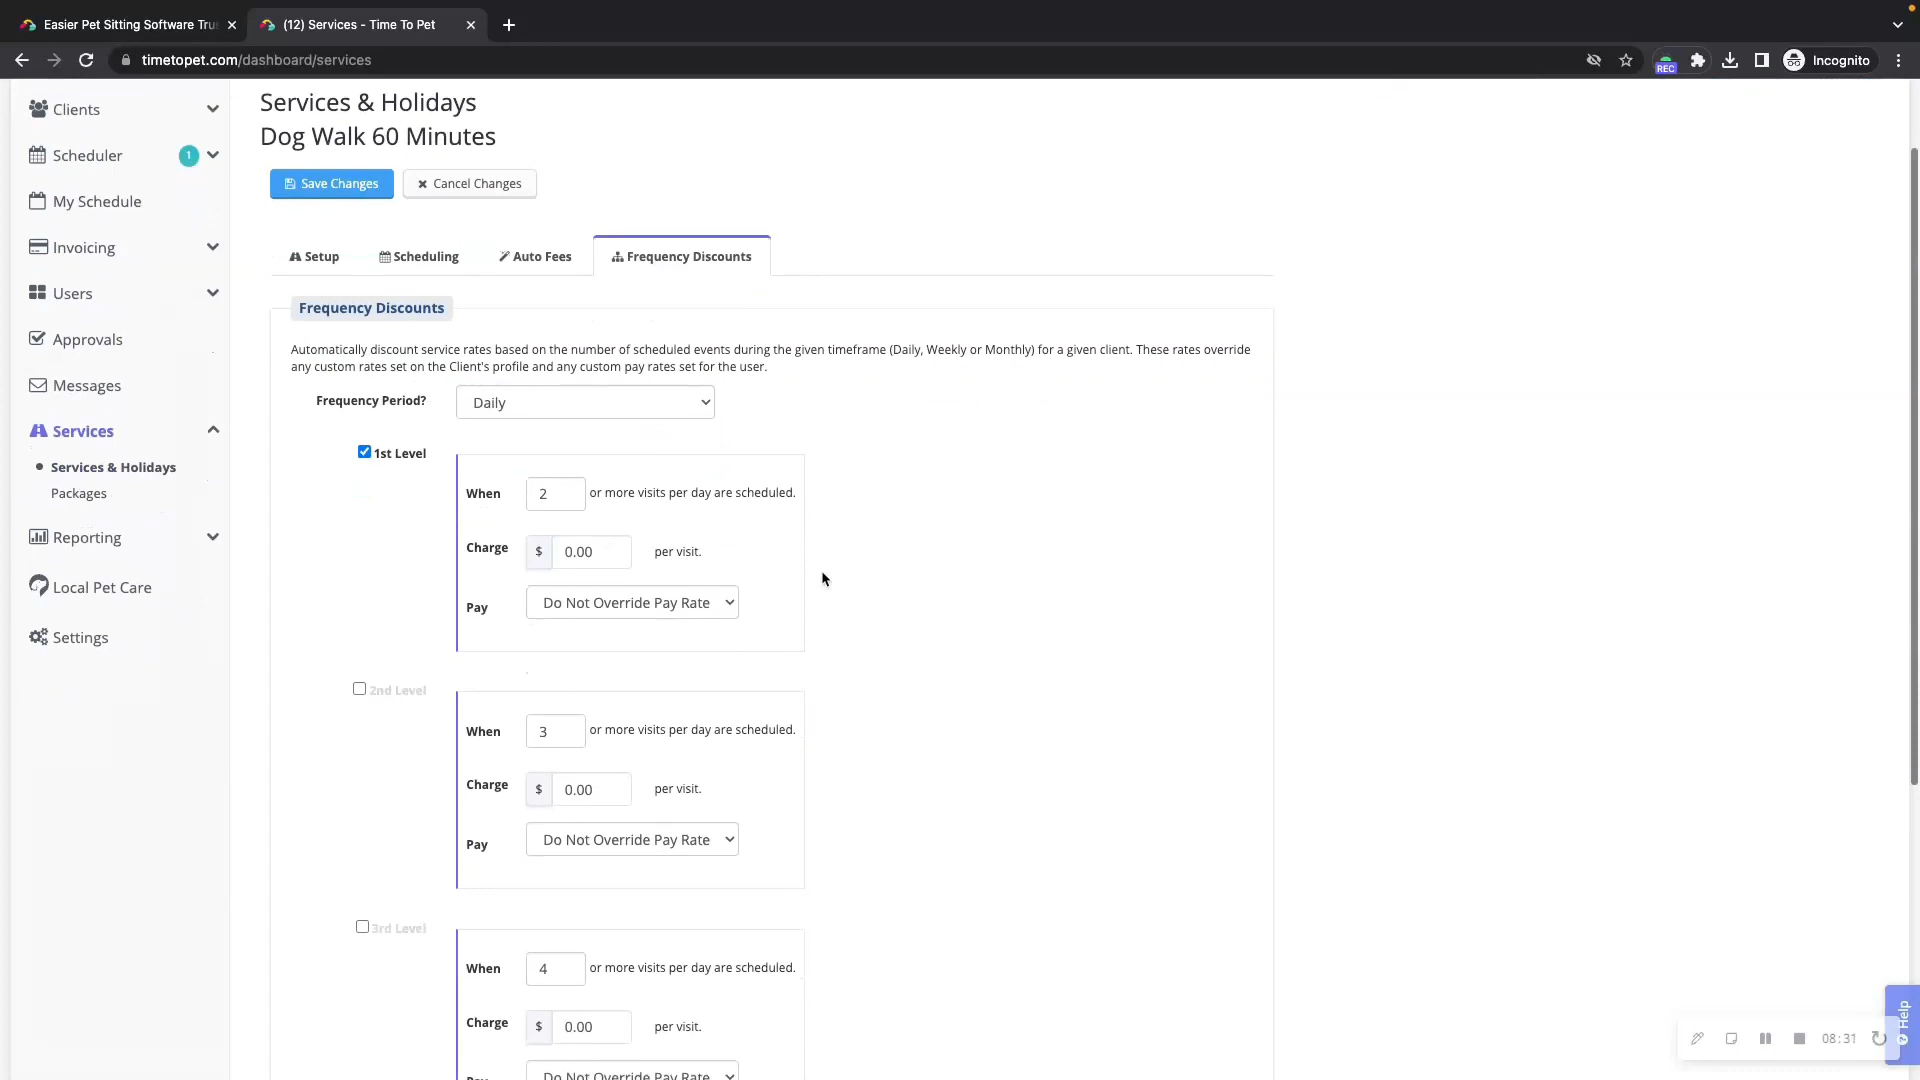 Easier Pet Sitting Software Tru
(12) Services - Time To Pet
timetopet.com/dashboard/services
REC
Incognito
Clients
Scheduler
1
My Schedule
Invoicing
Users
Approvals
Messages
Services
Services & Holidays
Packages
Reporting
Local Pet Care
Settings
Services & Holidays
Dog Walk 60 Minutes
Save Changes
Cancel Changes
Setup
Scheduling
Auto Fees
Frequency Discounts
Frequency Discounts
Automatically discount service rates based on the number of scheduled events during the given timeframe (Daily, Weekly or Monthly) for a given client. These rates override
any custom rates set on the Client's profile and any custom pay rates set for the user.
Frequency Period?
Daily
1st Level
When 2 or more visits per day are scheduled.
Charge $ 0.00 per visit.
Pay Do Not Override Pay Rate
2nd Level
When 3 or more visits per day are scheduled.
Charge $ 0.00 per visit.
Pay Do Not Override Pay Rate
3rd Level
When 4 or more visits per day are scheduled.
Charge $ 0.00 per visit.
Pay Do Not Override Pay Rate
Help
08:31